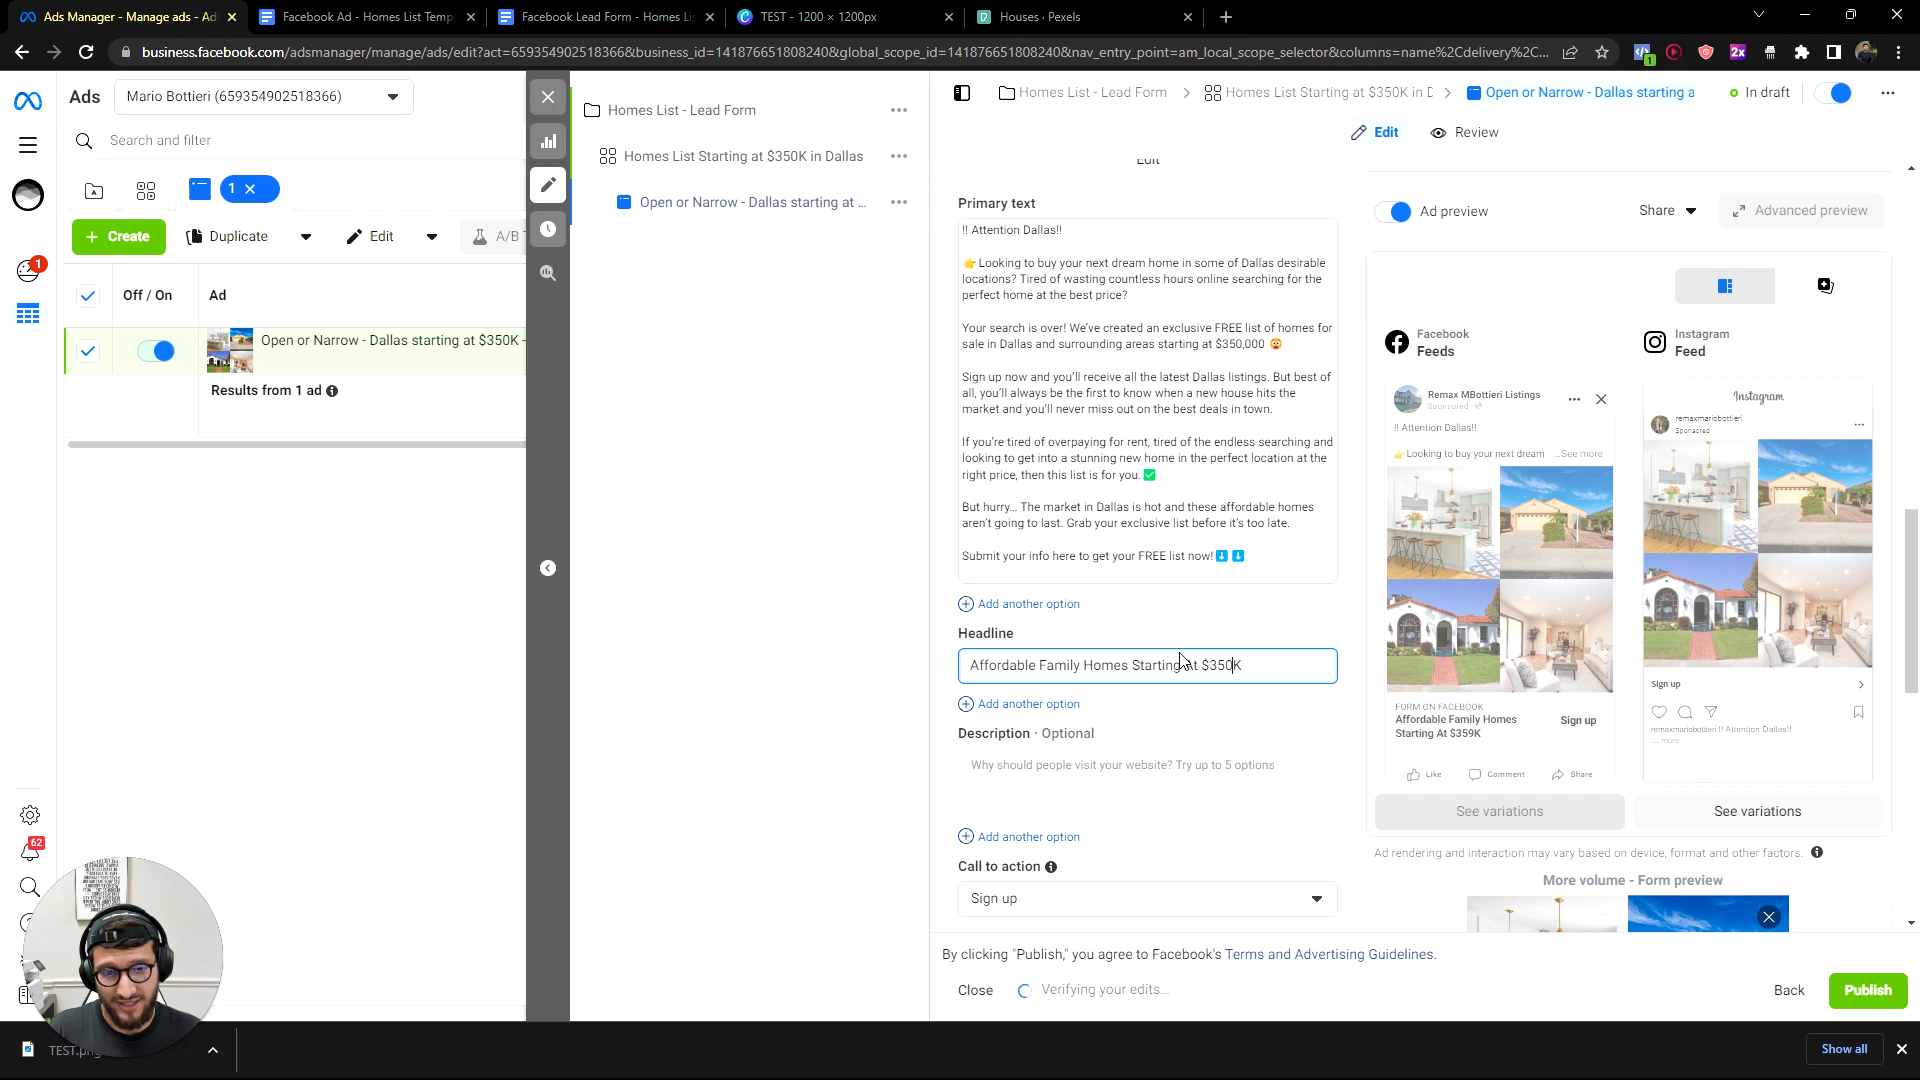 Ads Manager - Manage ads - Ad
Facebook Ad - Homes List Temp
Facebook Lead Form - Homes Li
TEST - 1200 × 1200px
Houses · Pexels
business.facebook.com/adsmanager/manage/ads/edit?act=659354902518366&business_id=141876651808240&global_scope_id=141876651808240&nav_entry_point=am_local_scope_selector&columns=name%2Cdelivery%2C...
Ads
Mario Bottieri (659354902518366)
Search and filter
1
Create
Duplicate
Edit
A/B T
Off / On
Ad
Open or Narrow - Dallas starting at $350K -
Results from 1 ad
1
62
Homes List - Lead Form
Homes List Starting at $350K in Dallas
Open or Narrow - Dallas starting at ...
Homes List - Lead Form
Homes List Starting at $350K in D
Open or Narrow - Dallas starting a
In draft
Edit
Review
Edit
Primary text
!! Attention Dallas!!
👉 Looking to buy your next dream home in some of Dallas desirable
locations? Tired of wasting countless hours online searching for the
perfect home at the best price?
Your search is over! We've created an exclusive FREE list of homes for
sale in Dallas and surrounding areas starting at $350,000 😲
Sign up now and you'll receive all the latest Dallas listings. But best of
all, you'll always be the first to know when a new house hits the
market and you'll never miss out on the best deals in town.
If you're tired of overpaying for rent, tired of the endless searching and
looking to get into a stunning new home in the perfect location at the
right price, then this list is for you. ✅
But hurry... The market in Dallas is hot and these affordable homes
aren't going to last. Grab your exclusive list before it's too late.
Submit your info here to get your FREE list now! ⬇️ ⬇️
Add another option
Headline
Affordable Family Homes Starting At $350K
Add another option
Description · Optional
Why should people visit your website? Try up to 5 options
Add another option
Call to action
Sign up
Ad preview
Share
Advanced preview
Facebook
Feeds
Instagram
Feed
Remax MBottieri Listings
Sponsored
!! Attention Dallas!!
👉Looking to buy your next dream ...See more
FORM ON FACEBOOK
Affordable Family Homes
Starting At $359K
Sign up
Like
Comment
Share
Instagram
remaxmariobottieri
Sponsored
Sign up
remaxmariobottieri !! Attention Dallas!!
... more
See variations
See variations
Ad rendering and interaction may vary based on device, format and other factors.
More volume - Form preview
By clicking "Publish," you agree to Facebook's Terms and Advertising Guidelines.
Close
Verifying your edits...
Back
Publish
TEST.png
Show all
2x
1